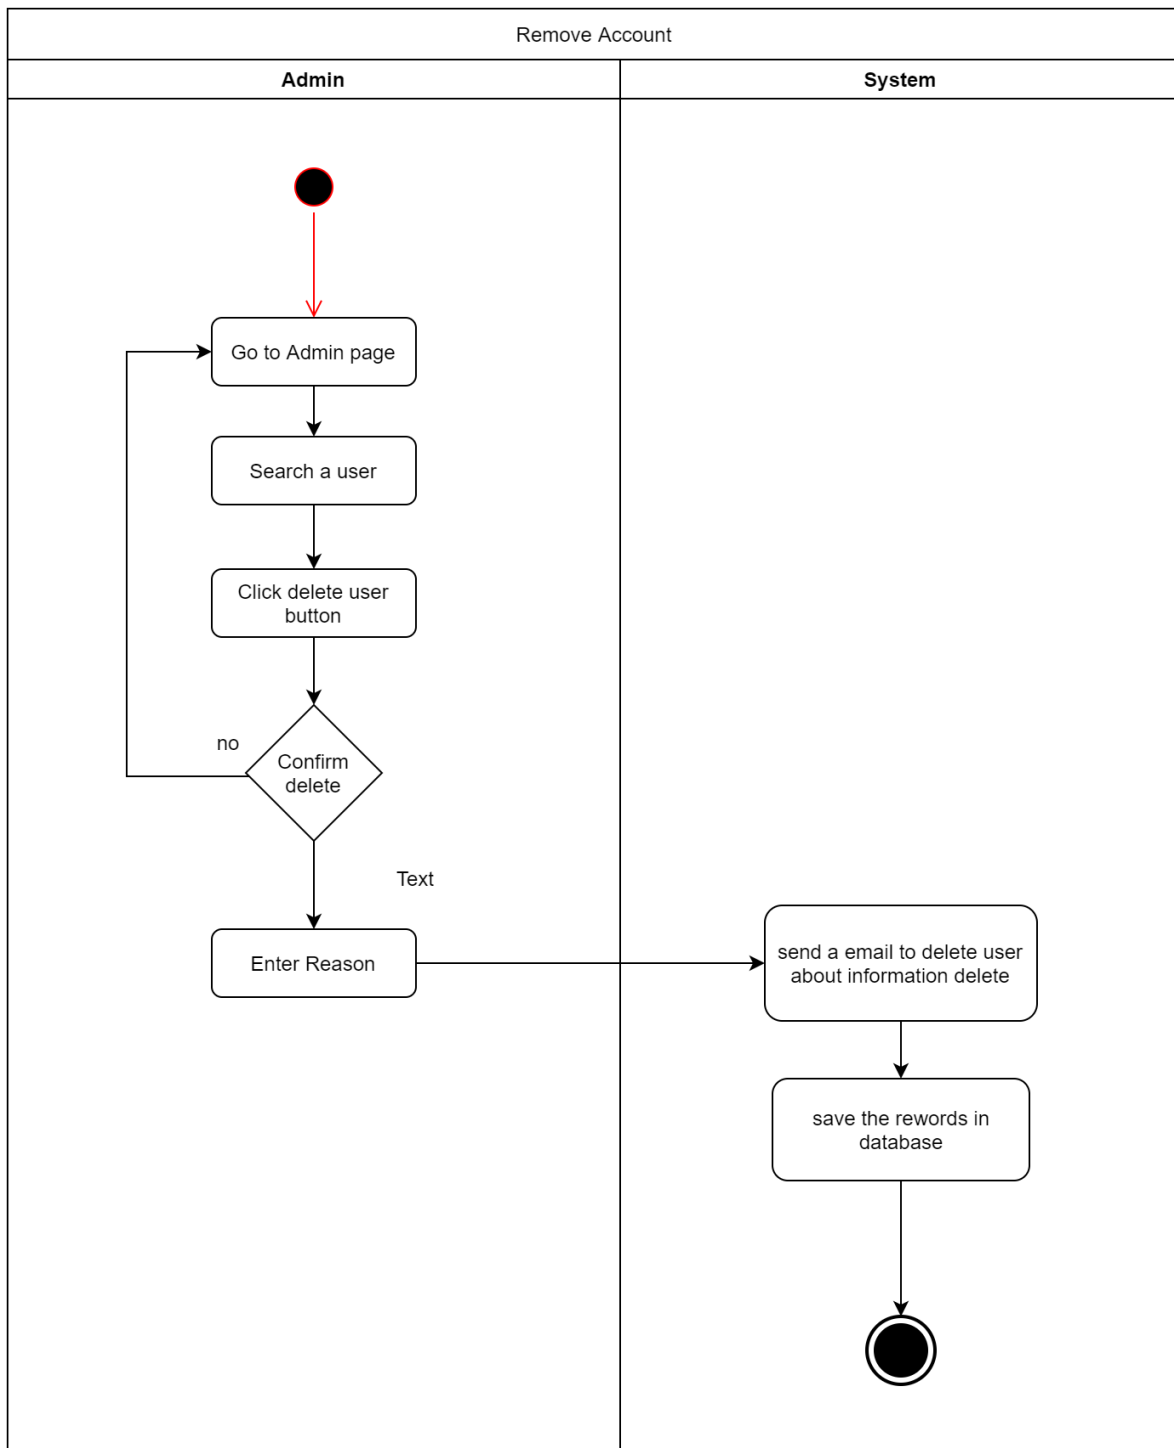 Remove Account
Admin
System
Go to Admin page
Search a user
Click delete user
button
no
Confirm
delete
Text
Enter Reason
send a email to delete user
about information delete
save the rewords in
database